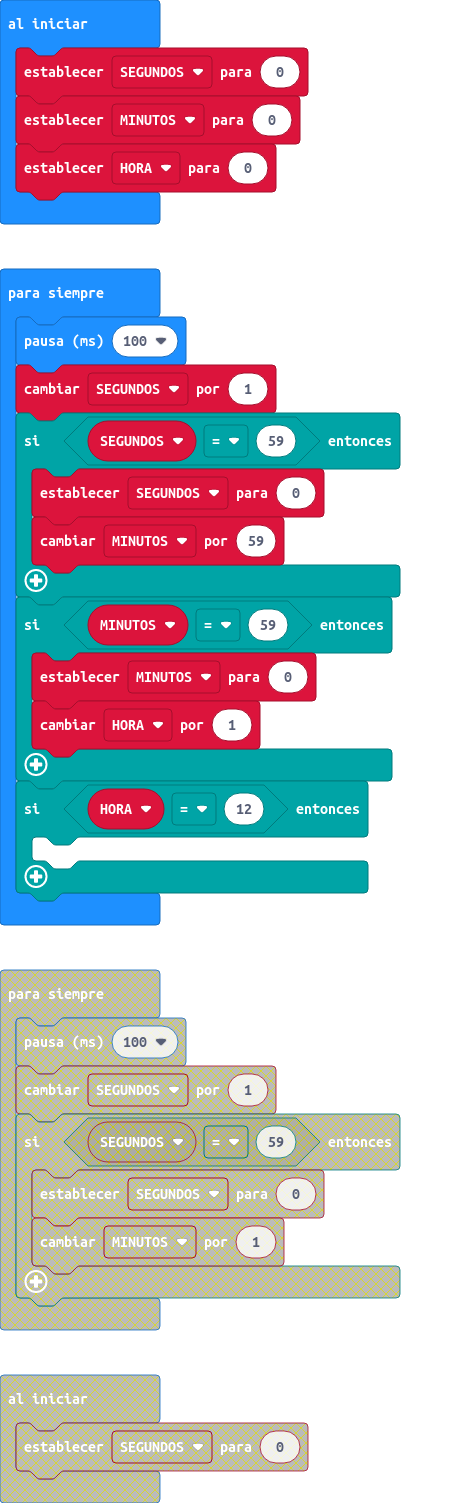 al iniciar
establecer SEGUNDOS para 0
establecer MINUTOS para 0
establecer HORA para 0
para siempre
pausa (ms) 100
cambiar SEGUNDOS por 1
si SEGUNDOS = 59 entonces
establecer SEGUNDOS para 0
cambiar MINUTOS por 59
si MINUTOS = 59 entonces
establecer MINUTOS para 0
cambiar HORA por 1
si HORA = 12 entonces
para siempre
pausa (ms) 100
cambiar SEGUNDOS por 1
si SEGUNDOS = 59 entonces
establecer SEGUNDOS para 0
cambiar MINUTOS por 1
al iniciar
establecer SEGUNDOS para 0